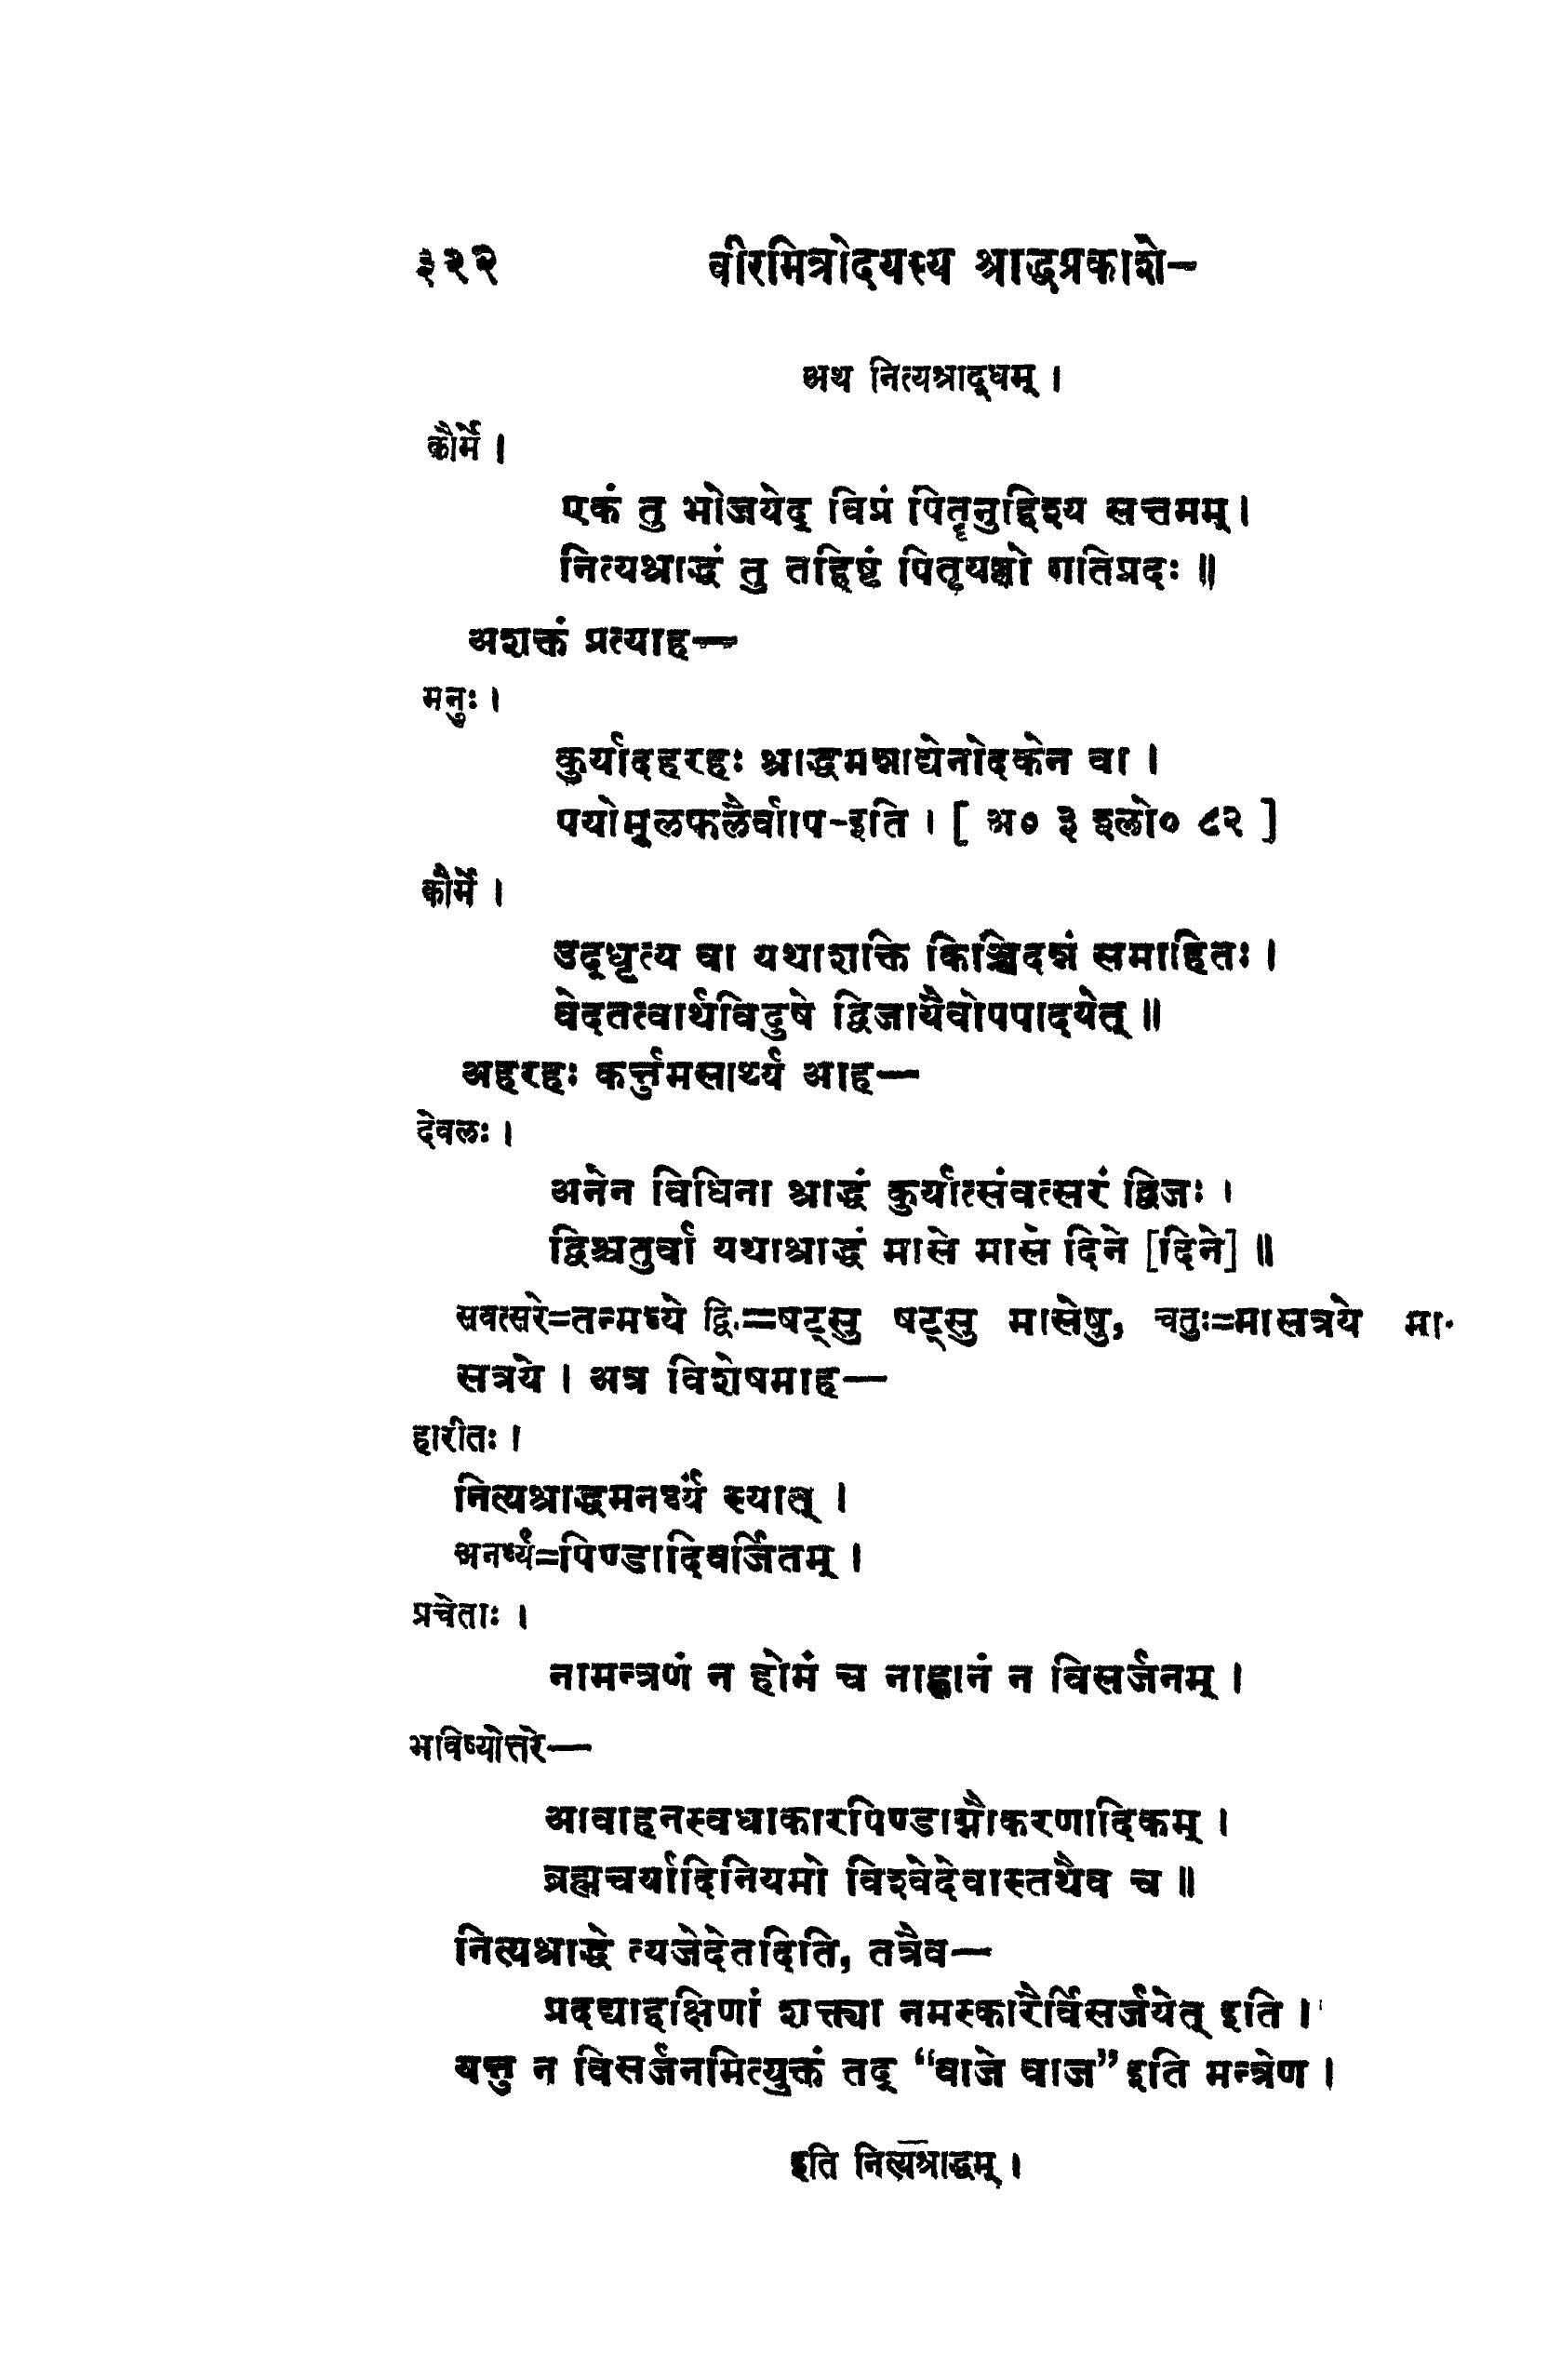 ३२२ वीरमित्रोदयस्य श्राद्धप्रकाशे-
अथ नित्यश्राद्धम् ।
कौर्मे ।
एकं तु भोजयेद् विप्रं पितॄनुद्दिश्य सत्तमम् ।
नित्यश्राद्धं तु तद्दिष्टं पितृयज्ञो गतिप्रदः ॥
अशक्तं प्रत्याह—
मनुः ।
कुर्यादहरहः श्राद्धमन्नाद्येनोदकेन वा ।
पयोमूलफलैर्वापि-इति । [ अ० ३ श्लो० ८२ ]
कौर्मे ।
उद्धृत्य वा यथाशक्ति किञ्चिदन्नं समाहितः ।
वेदतत्वार्थविदुषे द्विजायैवोपपादयेत् ॥
अहरहः कर्त्तुमसार्थ्य आह—
देवलः ।
अनेन विधिना श्राद्धं कुर्यात्संवत्सरं द्विजः ।
द्विश्चतुर्वा यथाश्राद्धं मासे मासे दिने [दिने] ॥
सवत्सरे=तन्मध्ये द्वि.=षट्सु षट्सु मासेषु, चतुः=मासत्रये मा-
सत्रये । अत्र विशेषमाह—
हारीतः ।
नित्यश्राद्धमनर्घ्यं स्यात् ।
अनर्घ्यं=पिण्डादिवर्जितम् ।
प्रचेताः ।
नामन्त्रणं न होमं च नाह्वानं न विसर्जनम् ।
भविष्योत्तरे—
आवाहनस्वधाकारपिण्डाग्नौकरणादिकम् ।
ब्रह्मचर्यादिनियमो विश्वेदेवास्तथैव च ॥
नित्यश्राद्धे त्यजेदेतदिति, तत्रैव—
प्रदद्याद्दक्षिणां शक्त्या नमस्कारैर्विसर्जयेत् इति ।
यत्तु न विसर्जनमित्युक्तं तद् “वाजे वाज” इति मन्त्रेण ।
इति नित्यश्राद्धम् ।